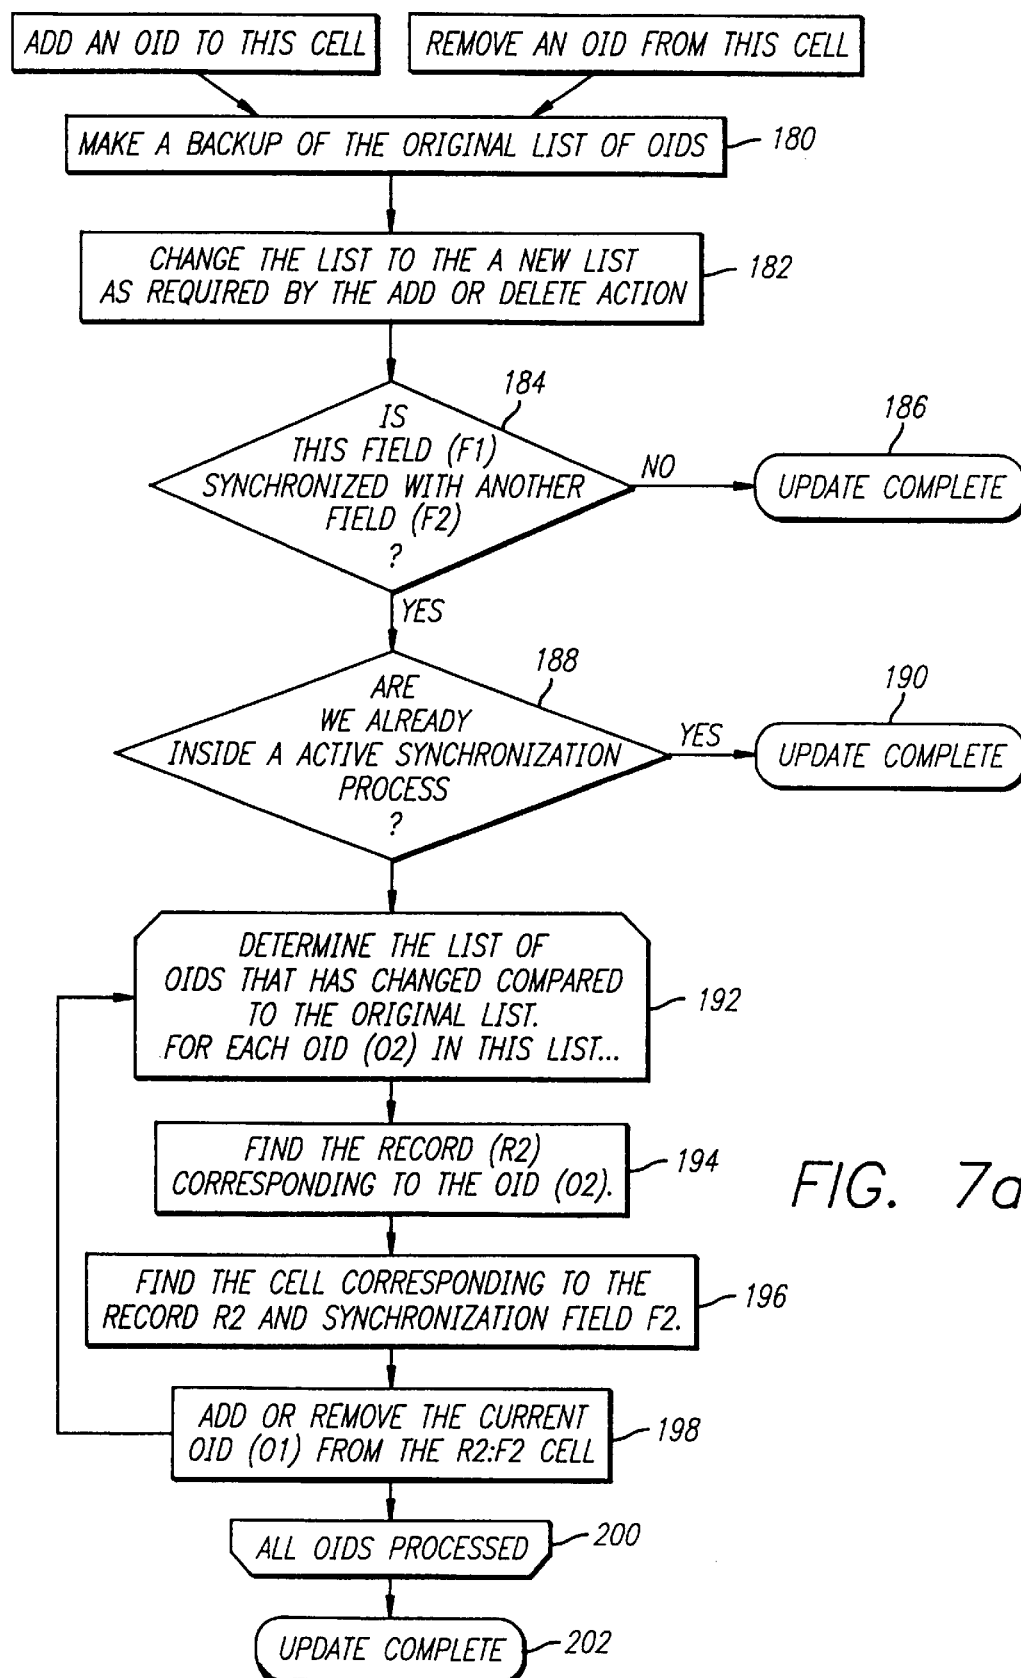 ADD AN OID TO THIS CELL
REMOVE AN OID FROM THIS CELL
MAKE A BACKUP OF THE ORIGINAL LIST OF OIDS
180
CHANGE THE LIST TO THE A NEW LIST
AS REQUIRED BY THE ADD OR DELETE ACTION
182
184
IS
THIS FIELD (F1)
SYNCHRONIZED WITH ANOTHER
FIELD (F2)
?
NO
186
UPDATE COMPLETE
YES
188
ARE
WE ALREADY
INSIDE A ACTIVE SYNCHRONIZATION
PROCESS
?
YES
190
UPDATE COMPLETE
DETERMINE THE LIST OF
OIDS THAT HAS CHANGED COMPARED
TO THE ORIGINAL LIST.
FOR EACH OID (O2) IN THIS LIST...
192
FIND THE RECORD (R2)
CORRESPONDING TO THE OID (O2).
194
FIND THE CELL CORRESPONDING TO THE
RECORD R2 AND SYNCHRONIZATION FIELD F2.
196
ADD OR REMOVE THE CURRENT
OID (O1) FROM THE R2:F2 CELL
198
ALL OIDS PROCESSED
200
UPDATE COMPLETE
202
FIG. 7a